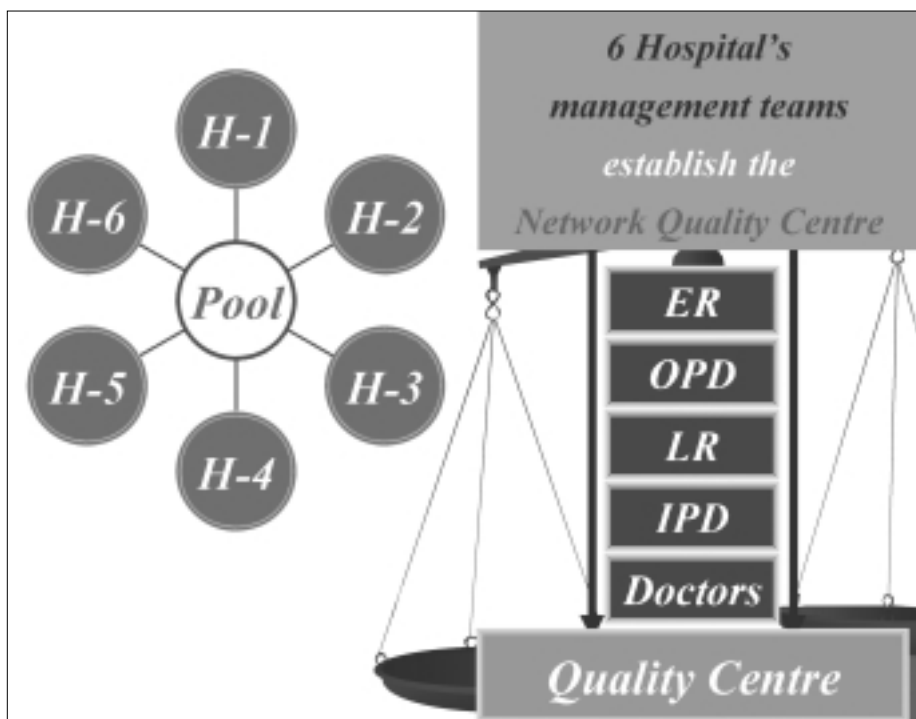 H-1
H-2
H-3
H-4
H-5
H-6
Pool
6 Hospital's
management teams
establish the
Network Quality Centre
ER
OPD
LR
IPD
Doctors
Quality Centre